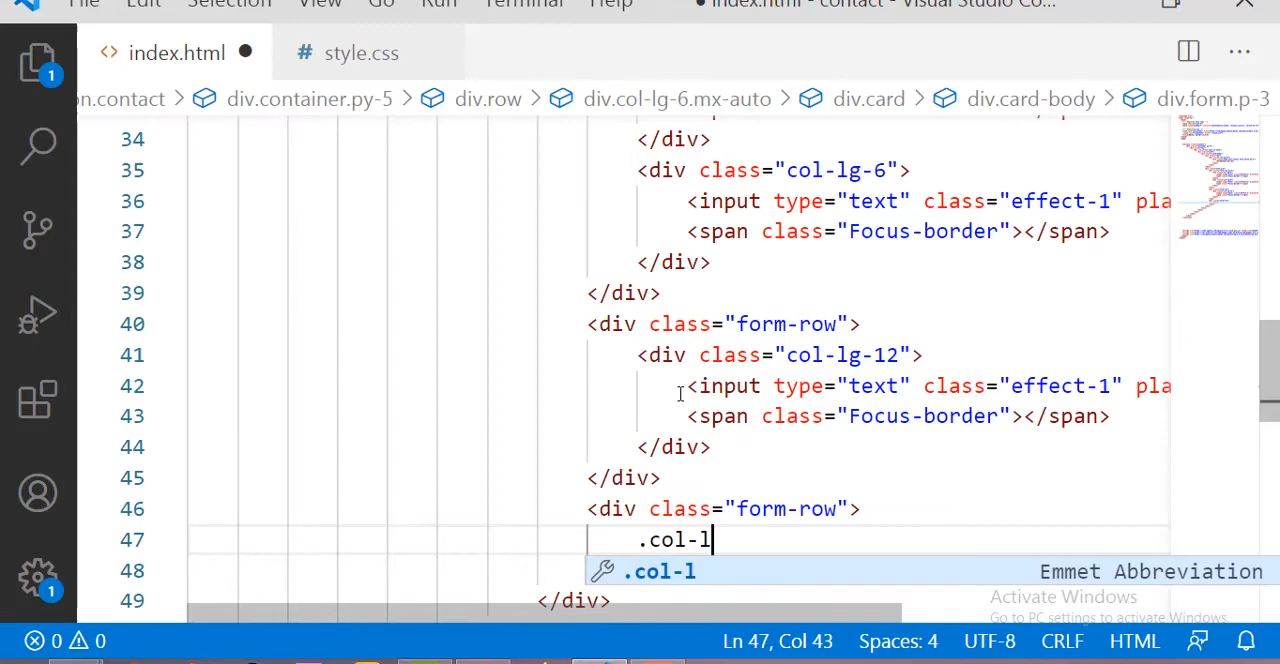 File Edit Selection View Go Run Terminal Help ● index.html - contact - Visual Studio Co...
index.html ● # style.css
on.contact > div.container.py-5 > div.row > div.col-lg-6.mx-auto > div.card > div.card-body > div.form.p-3
34 </div>
35 <div class="col-lg-6">
36 <input type="text" class="effect-1" pla
37 <span class="Focus-border"></span>
38 </div>
39 </div>
40 <div class="form-row">
41 <div class="col-lg-12">
42 <input type="text" class="effect-1" pla
43 <span class="Focus-border"></span>
44 </div>
45 </div>
46 <div class="form-row">
47 .col-l
48 .col-l Emmet Abbreviation
49 </div>
Activate Windows
Go to PC settings to activate Windows.
1
1
0 0 Ln 47, Col 43 Spaces: 4 UTF-8 CRLF HTML